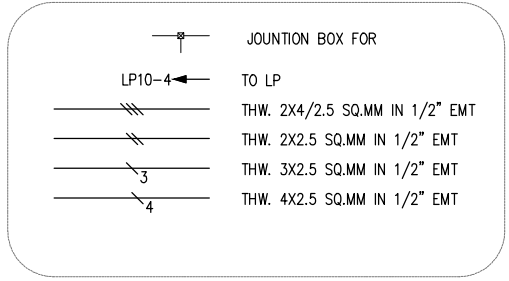 JOUNTION BOX FOR
LP10-4 TO LP
THW. 2X4/2.5 SQ.MM IN 1/2" EMT
THW. 2X2.5 SQ.MM IN 1/2" EMT
3 THW. 3X2.5 SQ.MM IN 1/2" EMT
4 THW. 4X2.5 SQ.MM IN 1/2" EMT